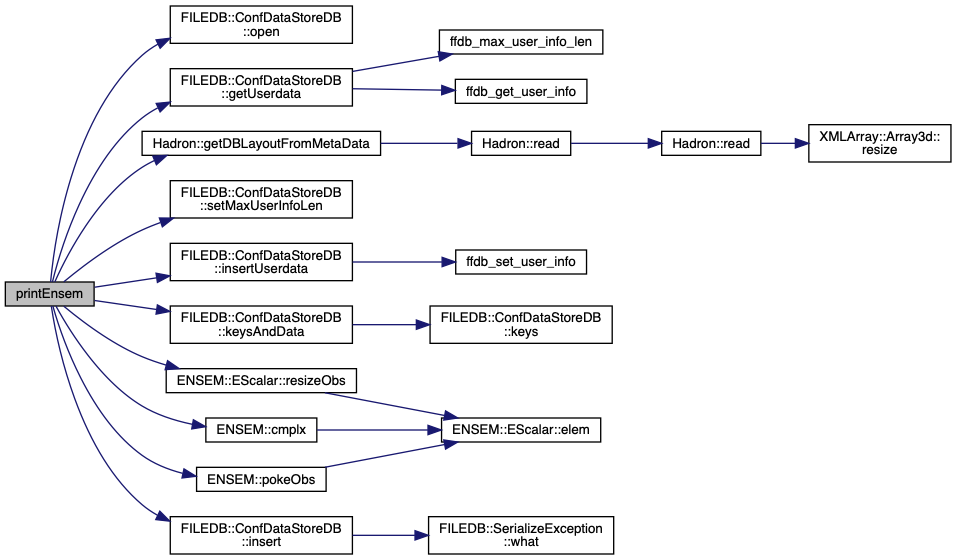 FILEDB::ConfDataStoreDB
::open
FILEDB::ConfDataStoreDB
::getUserdata
ffdb_max_user_info_len
ffdb_get_user_info
Hadron::getDBLayoutFromMetaData
Hadron::read
Hadron::read
XMLArray::Array3d::
resize
FILEDB::ConfDataStoreDB
::setMaxUserInfoLen
FILEDB::ConfDataStoreDB
::insertUserdata
ffdb_set_user_info
printEnsem
FILEDB::ConfDataStoreDB
::keysAndData
FILEDB::ConfDataStoreDB
::keys
ENSEM::EScalar::resizeObs
ENSEM::cmplx
ENSEM::EScalar::elem
ENSEM::pokeObs
FILEDB::ConfDataStoreDB
::insert
FILEDB::SerializeException
::what